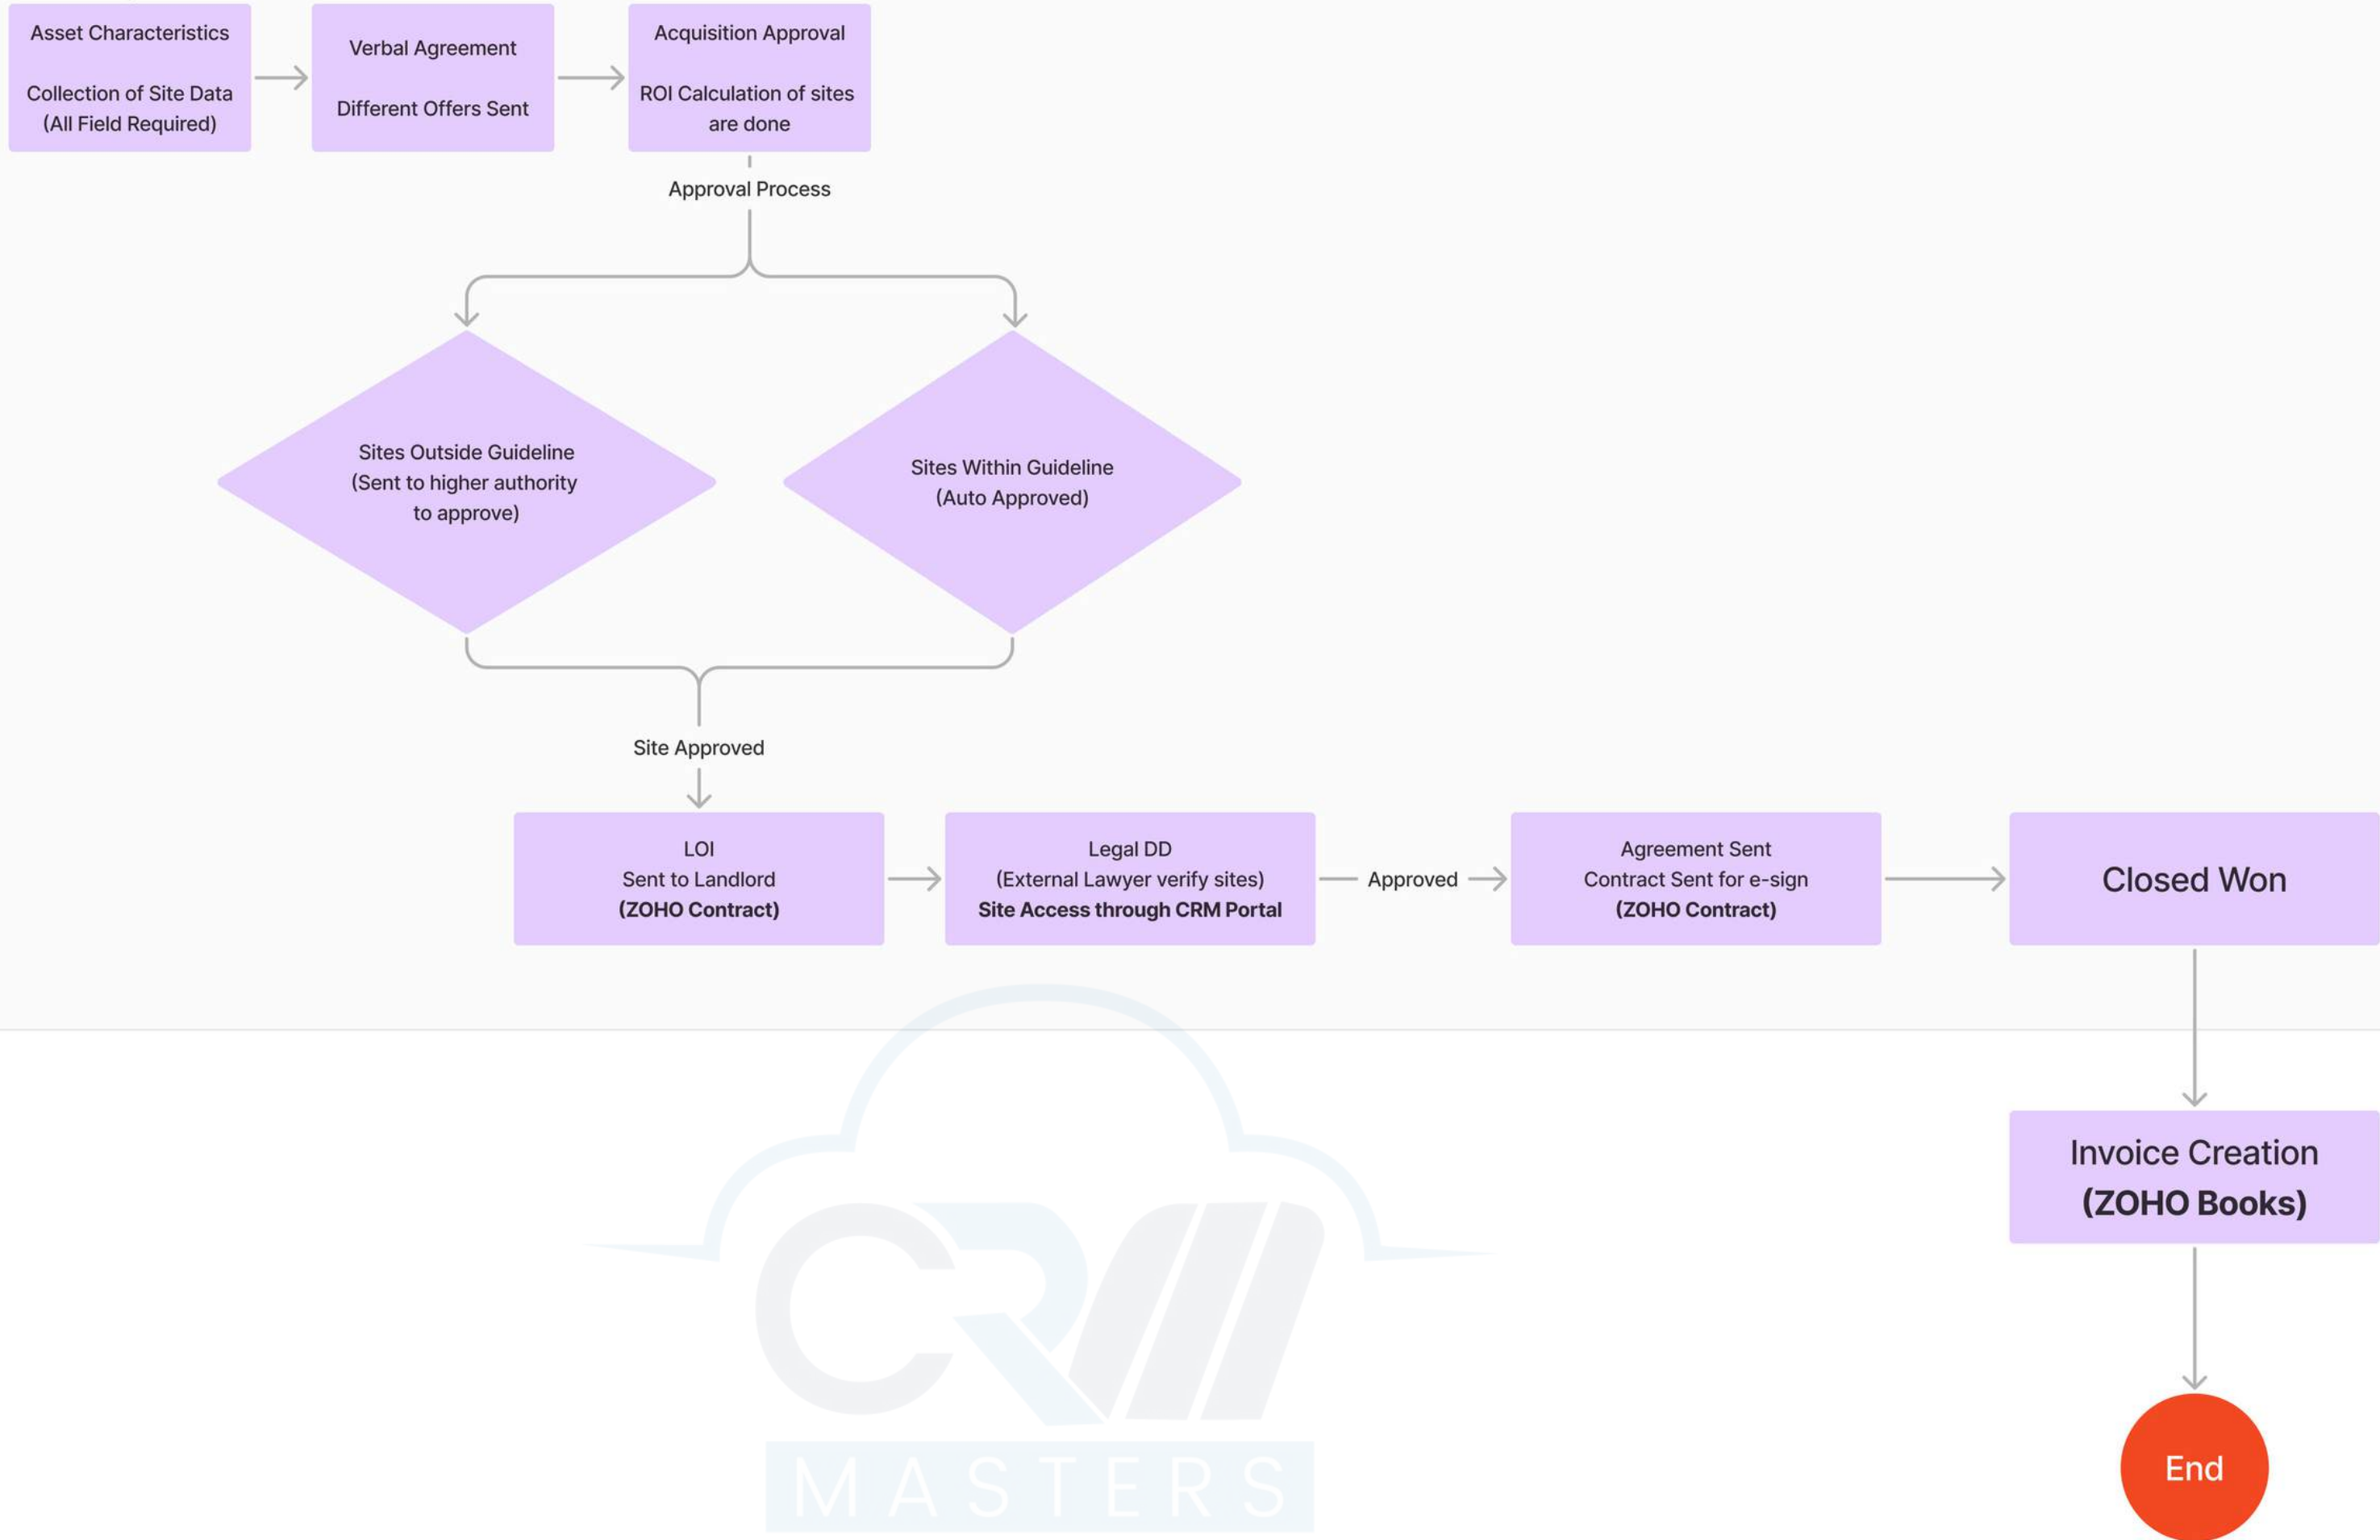 Asset Characteristics
Collection of Site Data
(All Field Required)
Verbal Agreement
Different Offers Sent
Acquisition Approval
ROI Calculation of sites
are done
Approval Process
Sites Outside Guideline
(Sent to higher authority
to approve)
Sites Within Guideline
(Auto Approved)
Site Approved
LOI
Sent to Landlord
(ZOHO Contract)
Legal DD
(External Lawyer verify sites)
Site Access through CRM Portal
Approved
Agreement Sent
Contract Sent for e-sign
(ZOHO Contract)
Closed Won
Invoice Creation
(ZOHO Books)
End
CRM
MASTERS